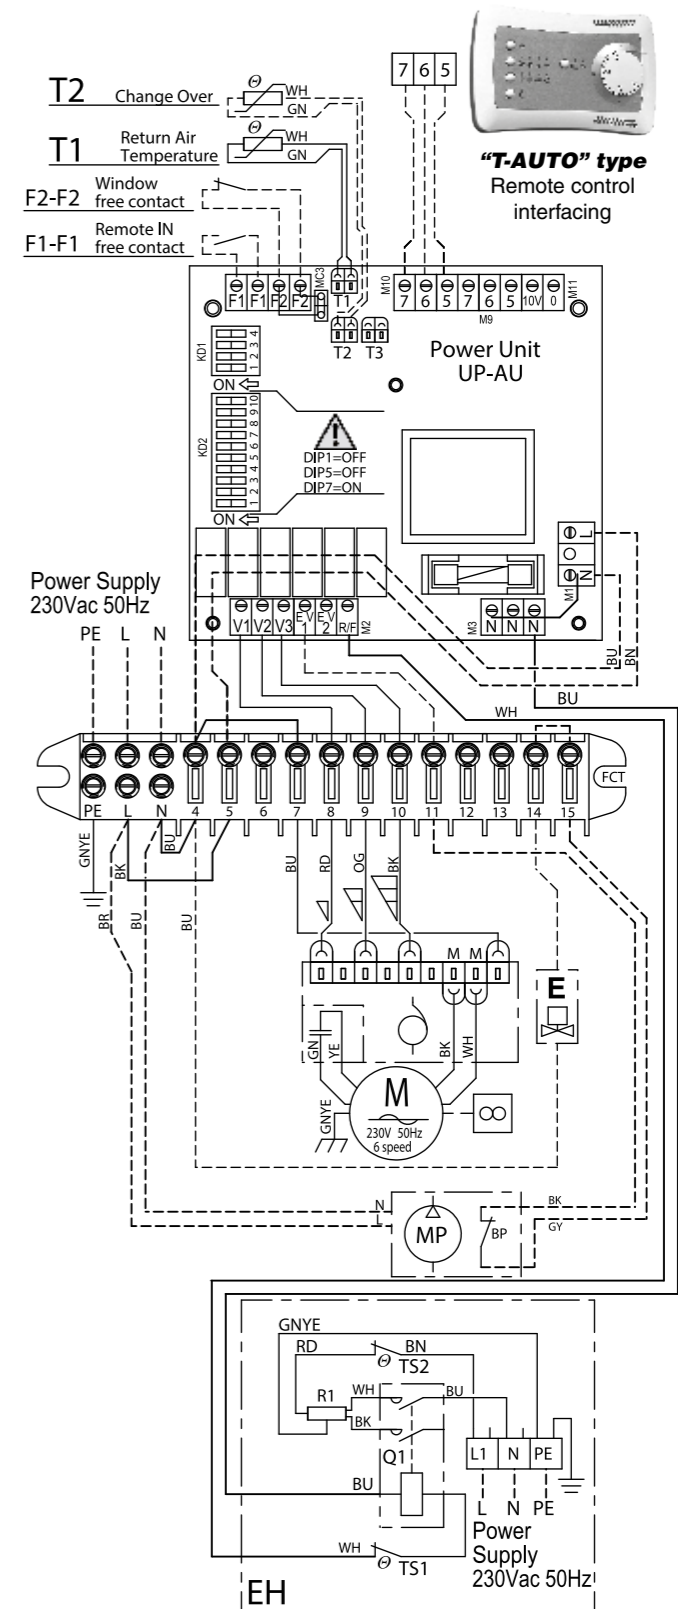 7 6 5
"T-AUTO" type
Remote control
interfacing
T2 Change Over
Θ WH
GN
T1 Return Air
Temperature
Θ WH
GN
F2-F2 Window
free contact
F1-F1 Remote IN
free contact
F1 F1 F2 F2
MC3
T1
M10
7 6 5 7 6 5 10V 0
M11
M9
T2 T3
KD1
1 2 3 4
ON
Power Unit
UP-AU
KD2
1 2 3 4 5 6 7 8 9 10
ON
DIP1=OFF
DIP5=OFF
DIP7=ON
L
N
M1
V1 V2 V3 EV1 EV2 R/F
M2
M3
N N N
Power Supply
230Vac 50Hz
PE L N
BU
BN
BU
WH
FCT
PE L N 4 5 6 7 8 9 10 11 12 13 14 15
GNYE
BK
BU
BR
BU
BU
BU
RD
OG
BK
M M
E
GN
YE
BK
WH
GNYE
M
230V 50Hz
6 speed
N
L
MP
BP
BK
GY
GNYE
RD
BN
Θ TS2
R1
WH
BU
BK
Q1
L1 N PE
BU
L N PE
Power
Supply
230Vac 50Hz
WH
Θ TS1
EH